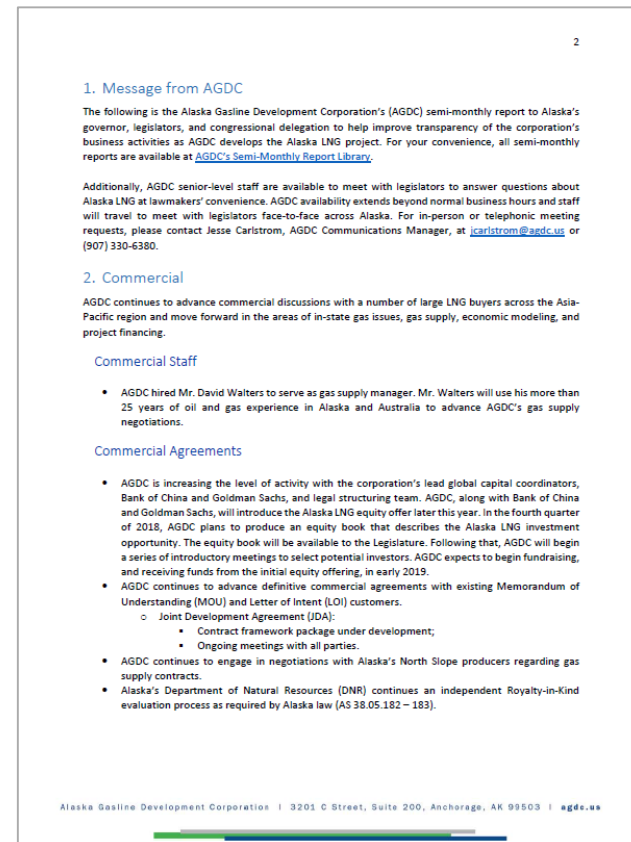 2
1. Message from AGDC
The following is the Alaska Gasline Development Corporation's (AGDC) semi-monthly report to Alaska's
governor, legislators, and congressional delegation to help improve transparency of the corporation's
business activities as AGDC develops the Alaska LNG project. For your convenience, all semi-monthly
reports are available at AGDC's Semi-Monthly Report Library.
Additionally, AGDC senior-level staff are available to meet with legislators to answer questions about
Alaska LNG at lawmakers' convenience. AGDC availability extends beyond normal business hours and staff
will travel to meet with legislators face-to-face across Alaska. For in-person or telephonic meeting
requests, please contact Jesse Carlstrom, AGDC Communications Manager, at jcarlstrom@agdc.us or
(907) 330-6380.
2. Commercial
AGDC continues to advance commercial discussions with a number of large LNG buyers across the Asia-
Pacific region and move forward in the areas of in-state gas issues, gas supply, economic modeling, and
project financing.
Commercial Staff
• AGDC hired Mr. David Walters to serve as gas supply manager. Mr. Walters will use his more than
25 years of oil and gas experience in Alaska and Australia to advance AGDC's gas supply
negotiations.
Commercial Agreements
• AGDC is increasing the level of activity with the corporation's lead global capital coordinators,
Bank of China and Goldman Sachs, and legal structuring team. AGDC, along with Bank of China
and Goldman Sachs, will introduce the Alaska LNG equity offer later this year. In the fourth quarter
of 2018, AGDC plans to produce an equity book that describes the Alaska LNG investment
opportunity. The equity book will be available to the Legislature. Following that, AGDC will begin
a series of introductory meetings to select potential investors. AGDC expects to begin fundraising,
and receiving funds from the initial equity offering, in early 2019.
• AGDC continues to advance definitive commercial agreements with existing Memorandum of
Understanding (MOU) and Letter of Intent (LOI) customers.
○ Joint Development Agreement (JDA):
▪ Contract framework package under development;
▪ Ongoing meetings with all parties.
• AGDC continues to engage in negotiations with Alaska's North Slope producers regarding gas
supply contracts.
• Alaska's Department of Natural Resources (DNR) continues an independent Royalty-in-Kind
evaluation process as required by Alaska law (AS 38.05.182 – 183).
Alaska Gasline Development Corporation | 3201 C Street, Suite 200, Anchorage, AK 99503 | agdc.us